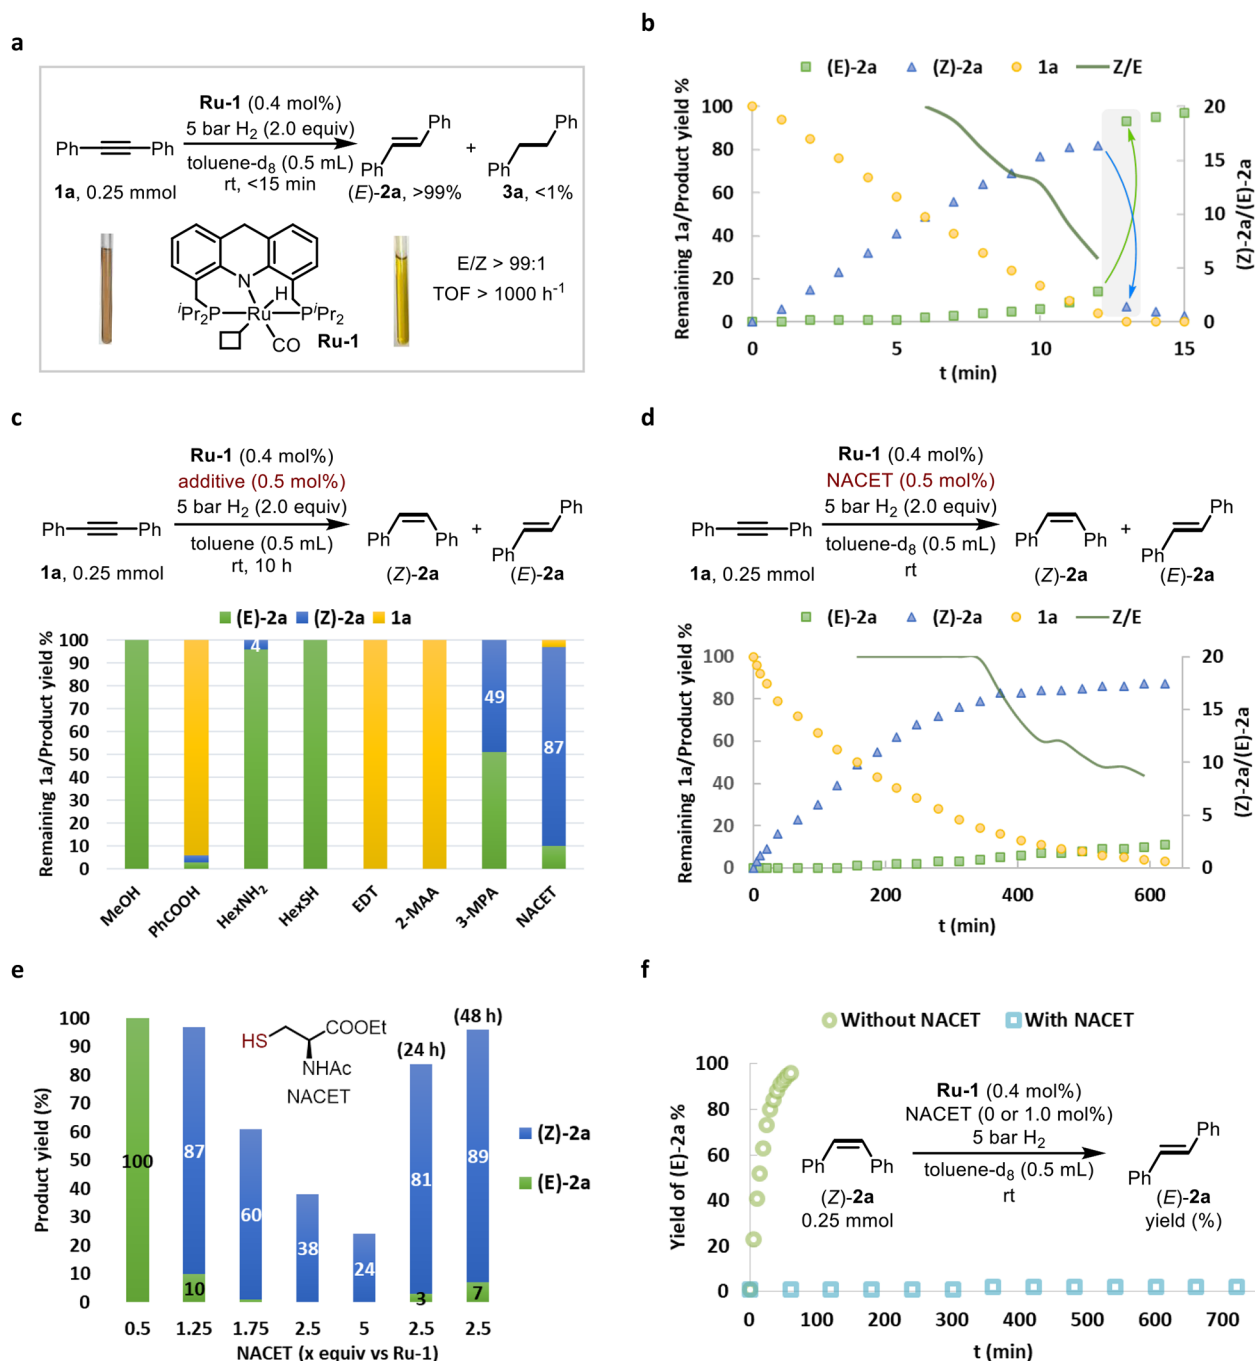 a
Ru-1 (0.4 mol%)
5 bar H2 (2.0 equiv)
Ph
Ph
toluene-d8 (0.5 mL)
rt, <15 min
1a, 0.25 mmol
Ph
Ph
(E)-2a, >99%
+
Ph
Ph
3a, <1%
N
H
iPr2
P
Ru
P
iPr2
CO
Ru-1
E/Z > 99:1
TOF > 1000 h-1
b
(E)-2a
(Z)-2a
1a
Z/E
Remaining 1a/Product yield %
100
80
60
40
20
0
20
15
10
5
0
(Z)-2a/(E)-2a
0
5
10
15
t (min)
c
Ru-1 (0.4 mol%)
additive (0.5 mol%)
5 bar H2 (2.0 equiv)
Ph
Ph
toluene (0.5 mL)
rt, 10 h
1a, 0.25 mmol
Ph
Ph
(Z)-2a
+
Ph
Ph
(E)-2a
(E)-2a
(Z)-2a
1a
Remaining 1a/Product yield %
100
90
80
70
60
50
40
30
20
10
0
4
49
87
MeOH
PhCOOH
HexNH2
HexSH
EDT
2-MAA
3-MPA
NACET
d
Ru-1 (0.4 mol%)
NACET (0.5 mol%)
5 bar H2 (2.0 equiv)
Ph
Ph
toluene-d8 (0.5 mL)
rt
1a, 0.25 mmol
Ph
Ph
(Z)-2a
+
Ph
Ph
(E)-2a
(E)-2a
(Z)-2a
1a
Z/E
Remaining 1a/Product yield %
100
80
60
40
20
0
20
15
10
5
0
(Z)-2a/(E)-2a
0
200
400
600
t (min)
e
Product yield (%)
100
90
80
70
60
50
40
30
20
10
0
HS
COOEt
NHAc
NACET
(24 h)
(48 h)
100
87
10
60
38
24
81
3
89
7
(Z)-2a
(E)-2a
0.5
1.25
1.75
2.5
5
2.5
2.5
NACET (x equiv vs Ru-1)
f
Without NACET
With NACET
Yield of (E)-2a %
100
80
60
40
20
0
Ru-1 (0.4 mol%)
NACET (0 or 1.0 mol%)
5 bar H2
toluene-d8 (0.5 mL)
rt
Ph
Ph
(Z)-2a
0.25 mmol
Ph
Ph
(E)-2a
yield (%)
0
100
200
300
400
500
600
700
t (min)